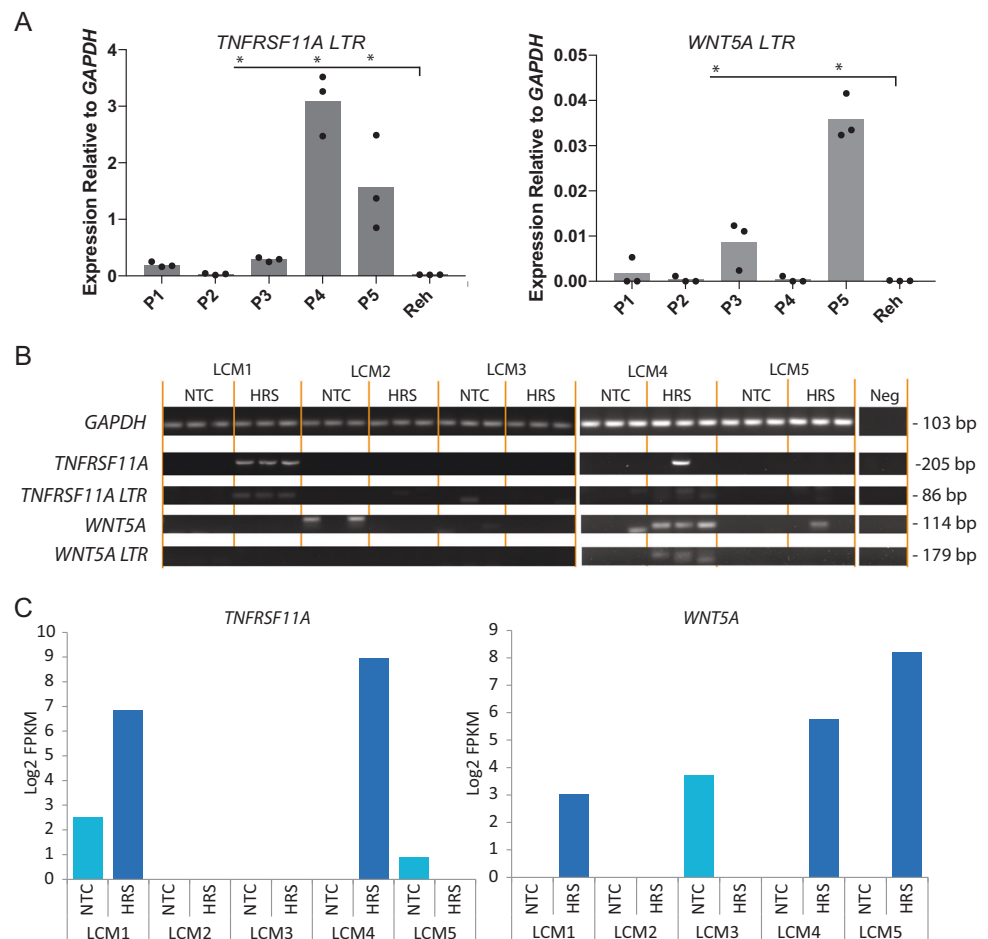 A
TNFRSF11A LTR
Expression Relative to GAPDH
4
3
2
1
0
* * *
P1 P2 P3 P4 P5 Reh
WNT5A LTR
Expression Relative to GAPDH
0.05
0.04
0.03
0.02
0.01
0.00
* *
P1 P2 P3 P4 P5 Reh
B
LCM1 LCM2 LCM3 LCM4 LCM5
NTC HRS NTC HRS NTC HRS NTC HRS NTC HRS Neg
GAPDH - 103 bp
TNFRSF11A -205 bp
TNFRSF11A LTR - 86 bp
WNT5A - 114 bp
WNT5A LTR - 179 bp
C
TNFRSF11A
Log2 FPKM
10
9
8
7
6
5
4
3
2
1
0
NTC HRS NTC HRS NTC HRS NTC HRS NTC HRS
LCM1 LCM2 LCM3 LCM4 LCM5
WNT5A
Log2 FPKM
9
8
7
6
5
4
3
2
1
0
NTC HRS NTC HRS NTC HRS NTC HRS NTC HRS
LCM1 LCM2 LCM3 LCM4 LCM5